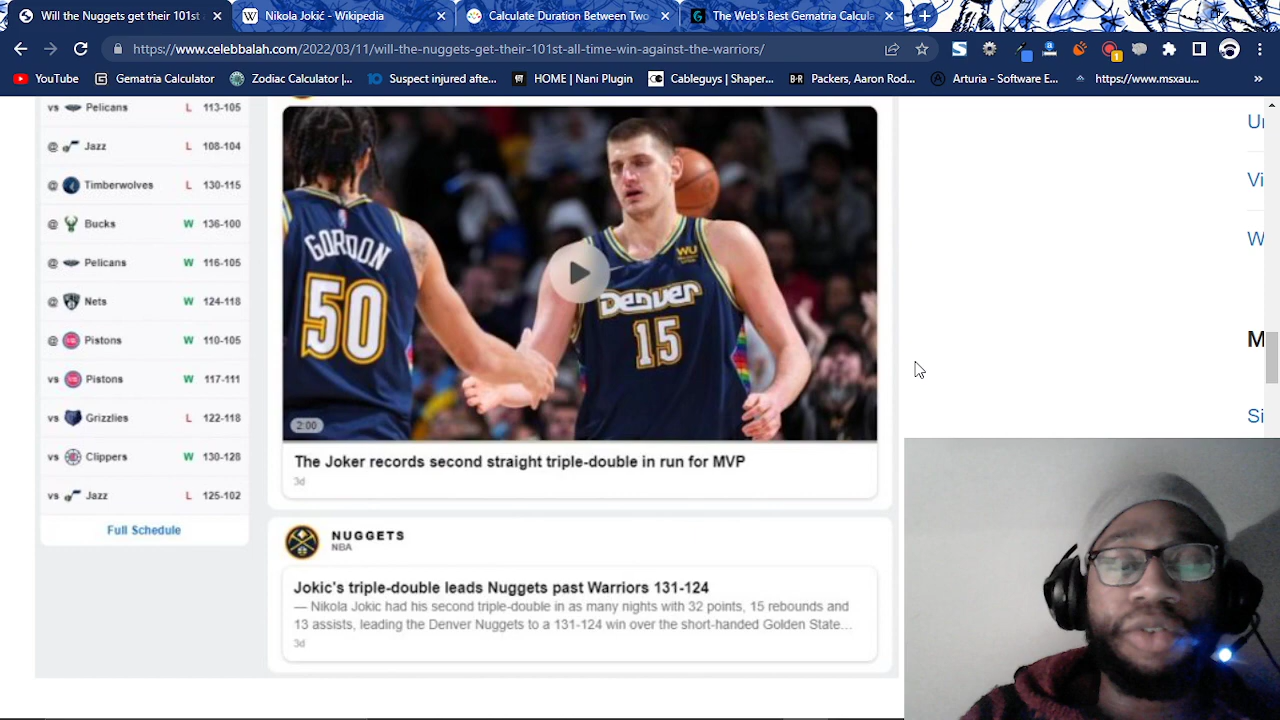 Will the Nuggets get their 101st
Nikola Jokić - Wikipedia
Calculate Duration Between Two
The Web's Best Gematria Calcula
https://www.celebbalah.com/2022/03/11/will-the-nuggets-get-their-101st-all-time-win-against-the-warriors/
YouTube
Gematria Calculator
Zodiac Calculator |...
Suspect injured afte...
HOME | Nani Plugin
Cableguys | Shaper...
Packers, Aaron Rod...
Arturia - Software E...
https://www.msxau...
»
vs Pelicans L 113-105
@ Jazz L 108-104
@ Timberwolves L 130-115
@ Bucks W 136-100
@ Pelicans W 116-105
@ Nets W 124-118
@ Pistons W 110-105
vs Pistons W 117-111
vs Grizzlies L 122-118
vs Clippers W 130-128
vs Jazz L 125-102
Full Schedule
GORDON
50
WU
Denver
15
2:00
The Joker records second straight triple-double in run for MVP
3d
NUGGETS
NBA
Jokic's triple-double leads Nuggets past Warriors 131-124
— Nikola Jokic had his second triple-double in as many nights with 32 points, 15 rebounds and
13 assists, leading the Denver Nuggets to a 131-124 win over the short-handed Golden State...
3d
Vi
W
M
Si